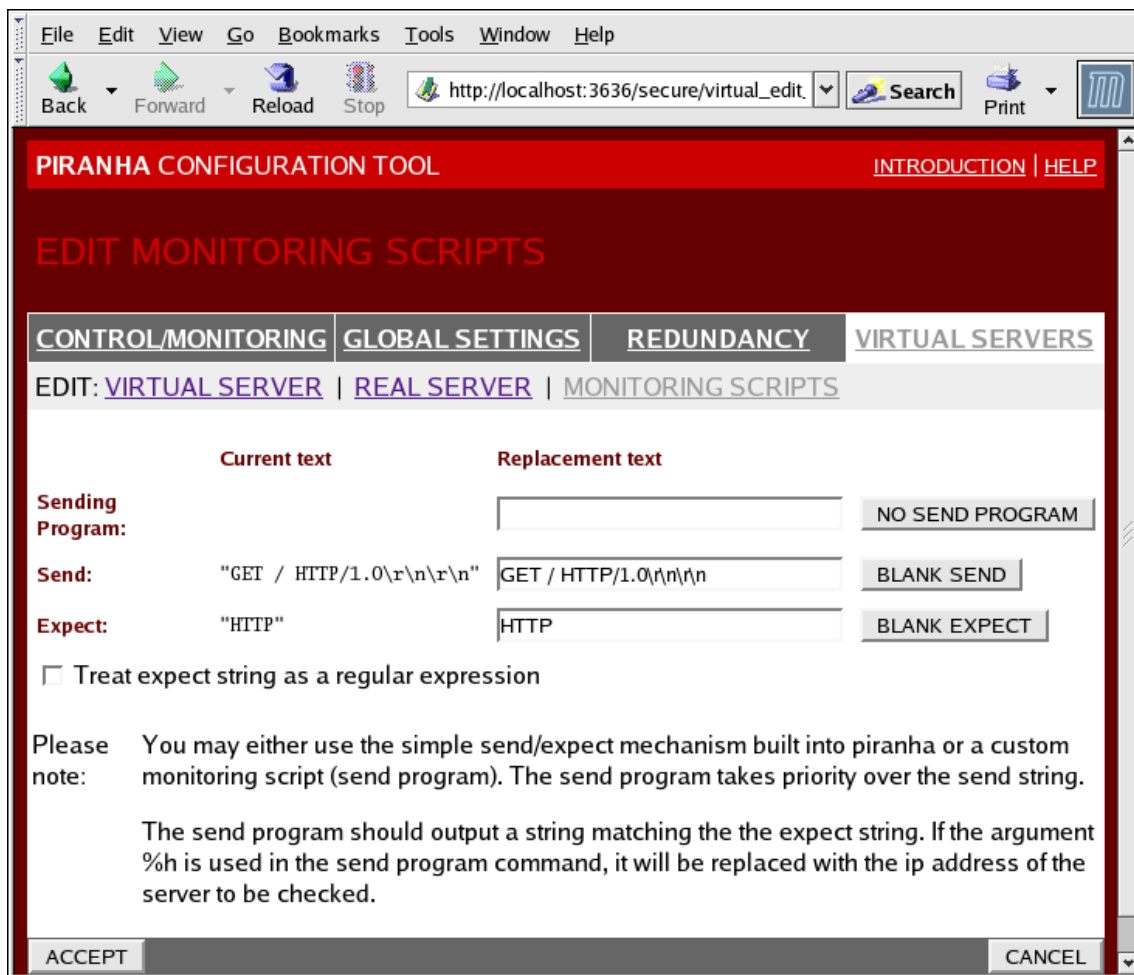 File Edit View Go Bookmarks Tools Window Help
Back Forward Reload Stop http://localhost:3636/secure/virtual_edit_ Search Print
PIRANHA CONFIGURATION TOOL INTRODUCTION | HELP
EDIT MONITORING SCRIPTS
CONTROL/MONITORING GLOBAL SETTINGS REDUNDANCY VIRTUAL SERVERS
EDIT: VIRTUAL SERVER | REAL SERVER | MONITORING SCRIPTS
Current text Replacement text
Sending
Program: NO SEND PROGRAM
Send: "GET / HTTP/1.0\r\n\r\n" GET / HTTP/1.0\r\n\r\n BLANK SEND
Expect: "HTTP" HTTP BLANK EXPECT
Treat expect string as a regular expression
Please note: You may either use the simple send/expect mechanism built into piranha or a custom
monitoring script (send program). The send program takes priority over the send string.
The send program should output a string matching the the expect string. If the argument
%h is used in the send program command, it will be replaced with the ip address of the
server to be checked.
ACCEPT CANCEL